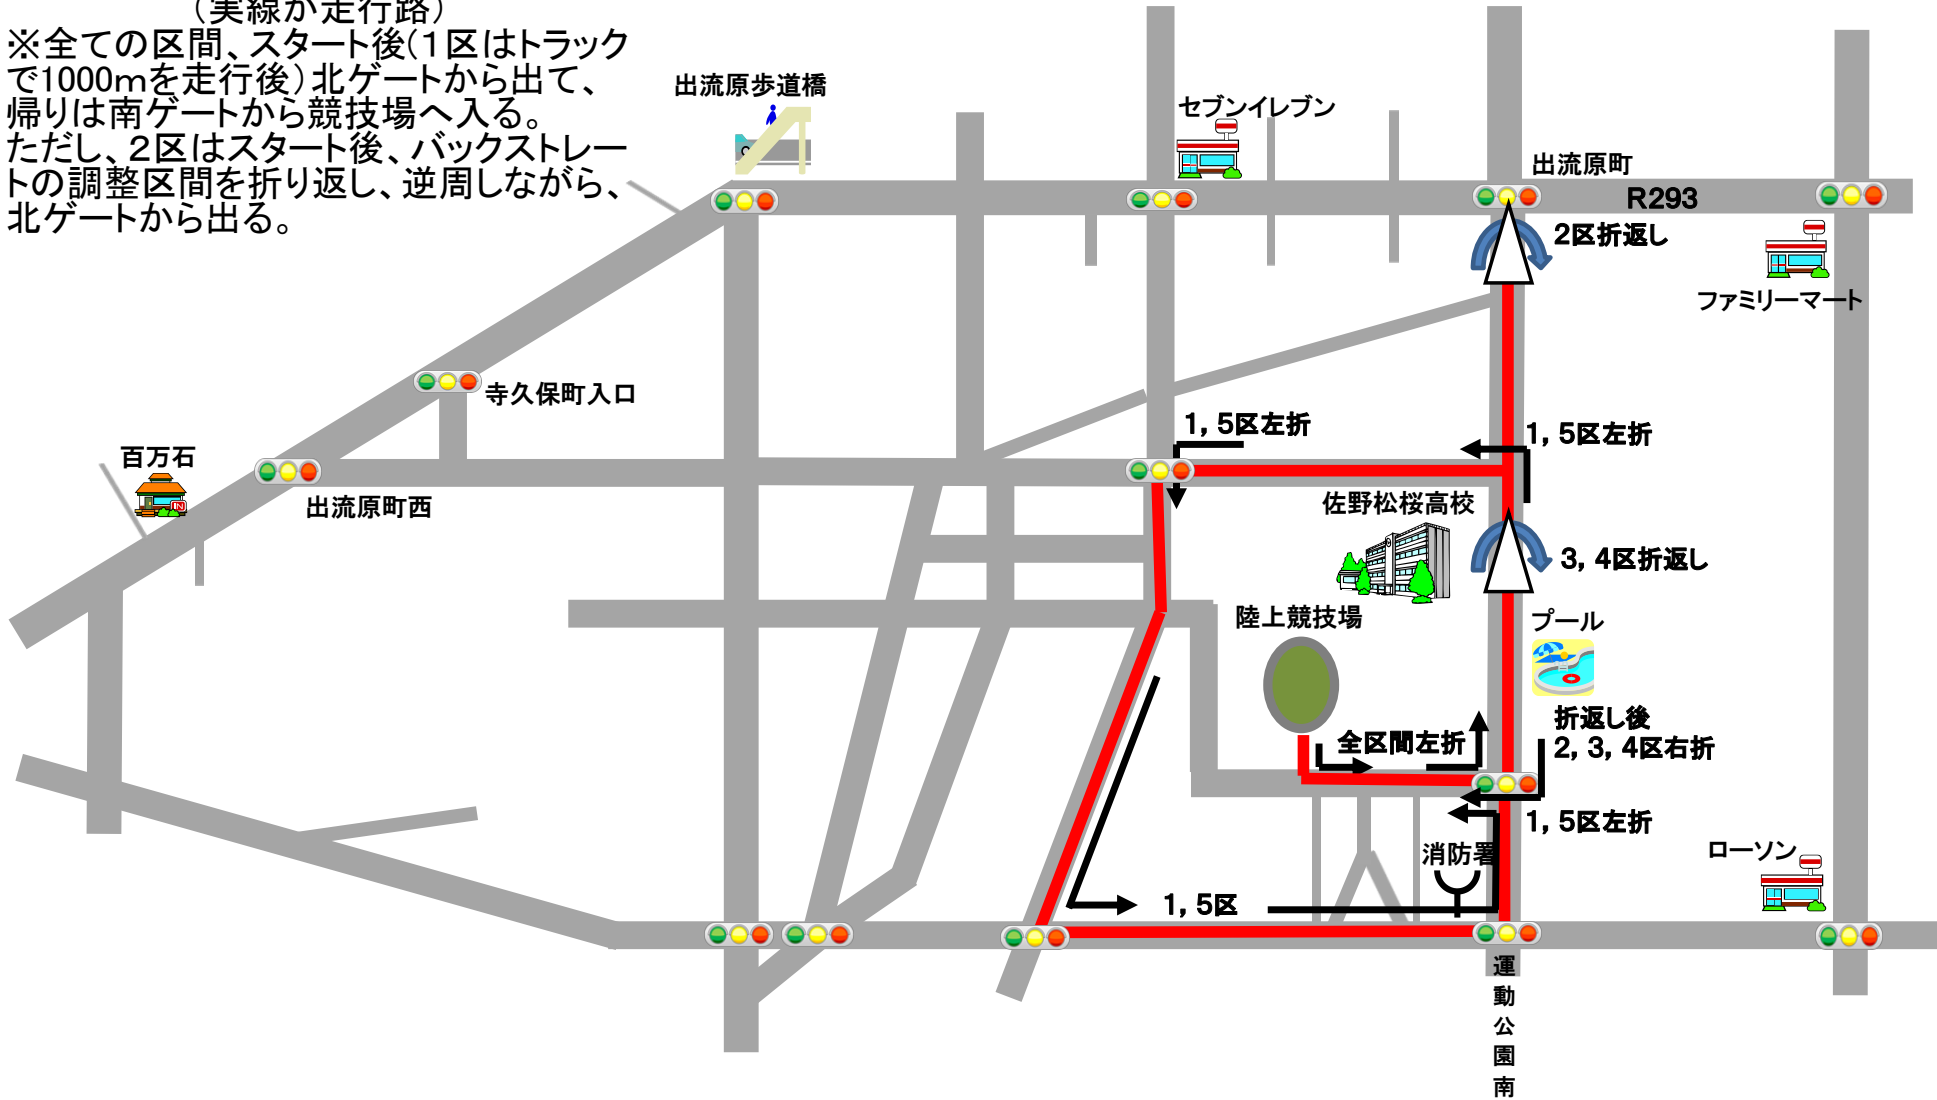 (実線が走行路)
※全ての区間、スタート後(1区はトラック
で1000mを走行後)北ゲートから出て、
帰りは南ゲートから競技場へ入る。
ただし、2区はスタート後、バックストレー
トの調整区間を折り返し、逆周しながら、
北ゲートから出る。
出流原歩道橋
セブンイレブン
出流原町
R293
2区折返し
ファミリーマート
寺久保町入口
1,5区左折
1,5区左折
百万石
出流原町西
佐野松桜高校
3,4区折返し
陸上競技場
プール
折返し後
2,3,4区右折
全区間左折
1,5区左折
消防署
ローソン
1,5区
運動公園南